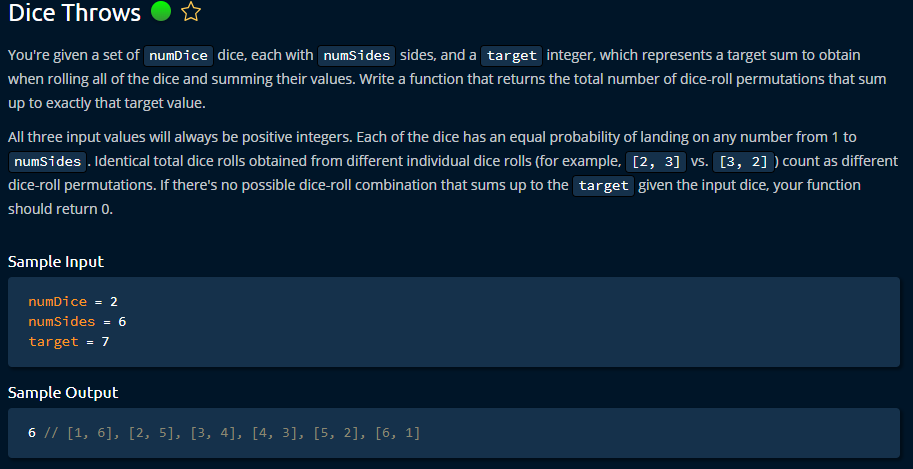 Dice Throws
You're given a set of numDice dice, each with numSides sides, and a target integer, which represents a target sum to obtain
when rolling all of the dice and summing their values. Write a function that returns the total number of dice-roll permutations that sum
up to exactly that target value.
All three input values will always be positive integers. Each of the dice has an equal probability of landing on any number from 1 to
numSides. Identical total dice rolls obtained from different individual dice rolls (for example, [2, 3] vs. [3, 2]) count as different
dice-roll permutations. If there's no possible dice-roll combination that sums up to the target given the input dice, your function
should return 0.
Sample Input
numDice = 2
numSides = 6
target = 7
Sample Output
6 // [1, 6], [2, 5], [3, 4], [4, 3], [5, 2], [6, 1]